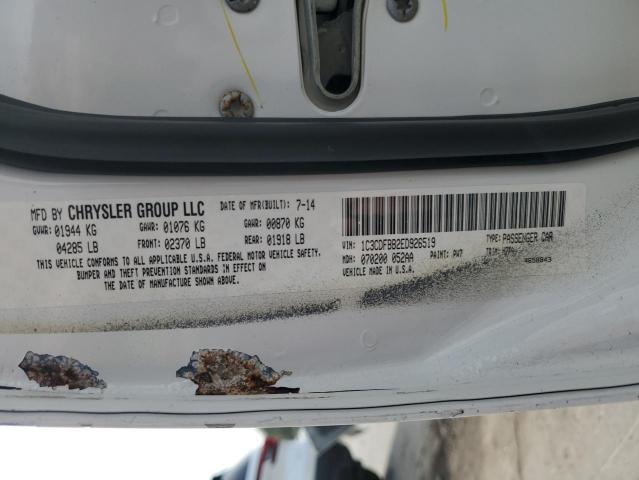 MFD BY CHRYSLER GROUP LLC DATE OF MFR(BUILT): 7-14
GVWR: 01944 KG GAWR: 01076 KG GAWR: 00870 KG
04285 LB FRONT: 02370 LB REAR: 01918 LB
THIS VEHICLE CONFORMS TO ALL APPLICABLE U.S.A. FEDERAL MOTOR VEHICLE SAFETY,
BUMPER AND THEFT PREVENTION STANDARDS IN EFFECT ON
THE DATE OF MANUFACTURE SHOWN ABOVE.
VIN: 1C3CDFBB2ED926519 TYPE: PASSENGER CAR
MDH: 070200 052AA PAINT: PW7 TRIM:
4658843